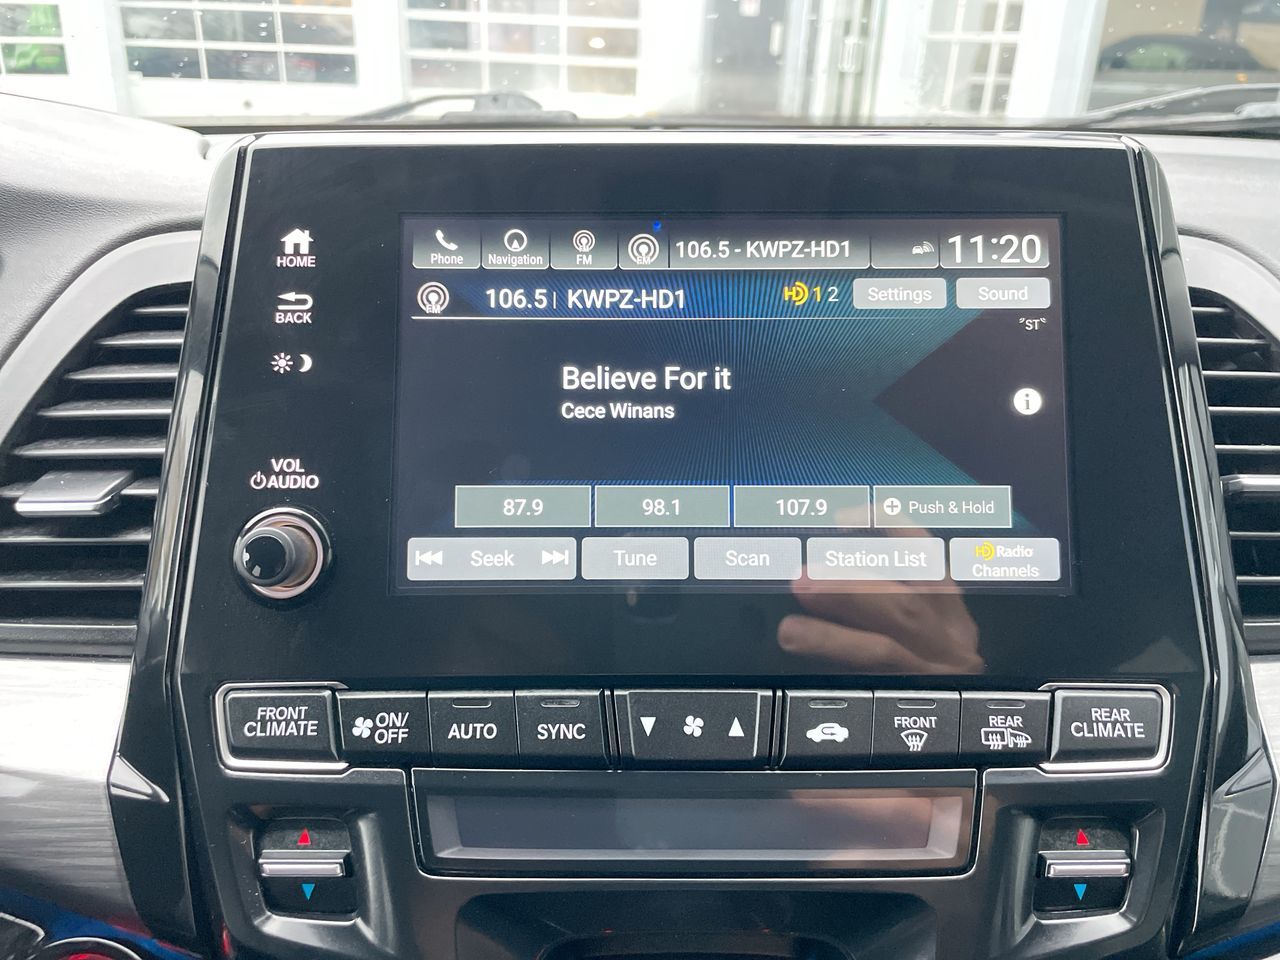 HOME
BACK
VOL
AUDIO
Phone
Navigation
FM
FM
106.5 - KWPZ-HD1
11:20
FM
106.5 | KWPZ-HD1
HD 1 2
Settings
Sound
"ST"
Believe For it
Cece Winans
i
87.9
98.1
107.9
Push & Hold
Seek
Tune
Scan
Station List
HD Radio
Channels
FRONT
CLIMATE
ON/
OFF
AUTO
SYNC
FRONT
REAR
REAR
CLIMATE